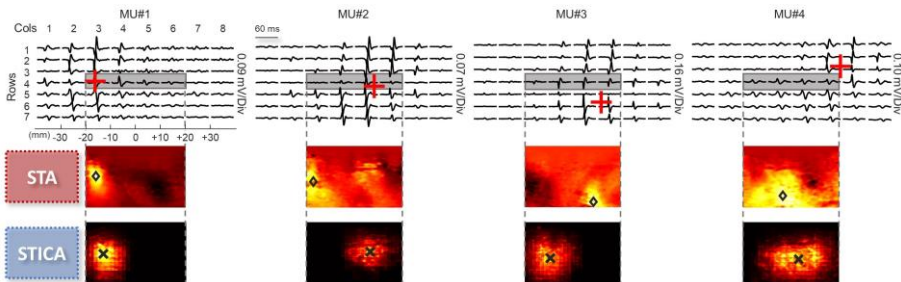 MU#1 MU#2 MU#3 MU#4
Cols 1 2 3 4 5 6 7 8 60 ms
Rows
1
2
3
4
5
6
7
0.09 mV/Div 0.07 mV/Div 0.16 mV/Div 0.10 mV/Div
(mm) -30 -20 -10 0 +10 +20 +30
STA
STICA